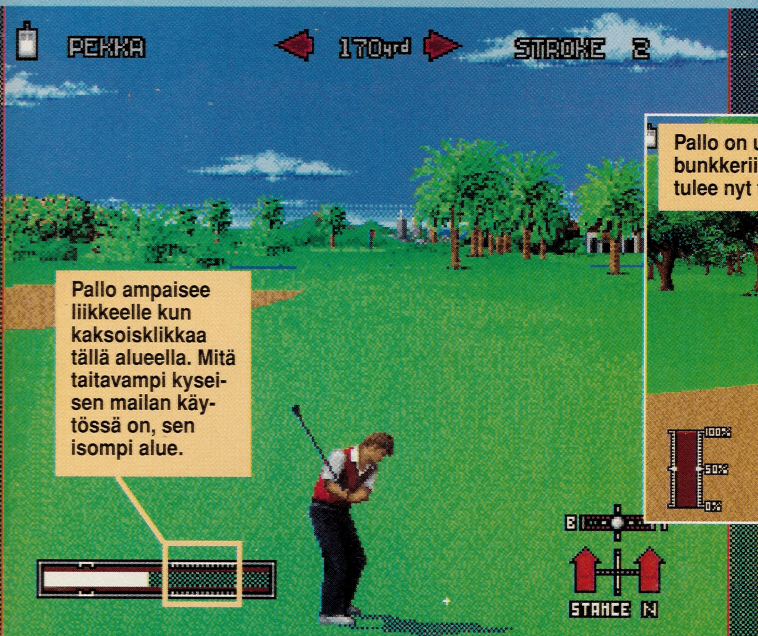 PEKKA
170yrd
STROKE 2
Pallo on
bunkkerii
tulee nyt
Pallo ampaisee
liikkeelle kun
kaksoisklikkaa
tällä alueella. Mitä
taitavampi kysei-
sen mailan käy-
tössä on, sen
isompi alue.
100%
50%
0%
B
STANCE N